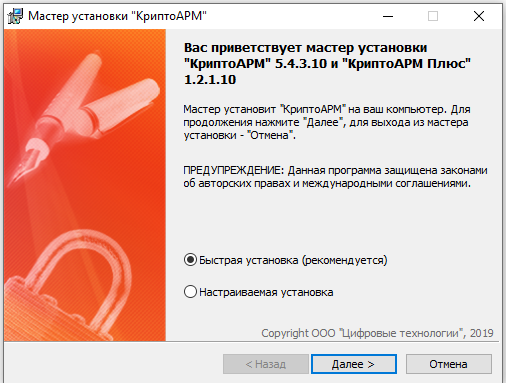 Мастер установки "КриптоАРМ"
Вас приветствует мастер установки
"КриптоАРМ" 5.4.3.10 и "КриптоАРМ Плюс"
1.2.1.10
Мастер установит "КриптоАРМ" на ваш компьютер. Для
продолжения нажмите "Далее", для выхода из мастера
установки - "Отмена".
ПРЕДУПРЕЖДЕНИЕ: Данная программа защищена законами
об авторских правах и международными соглашениями.
Быстрая установка (рекомендуется)
Настраиваемая установка
Copyright ООО "Цифровые технологии", 2019
< Назад
Далее >
Отмена